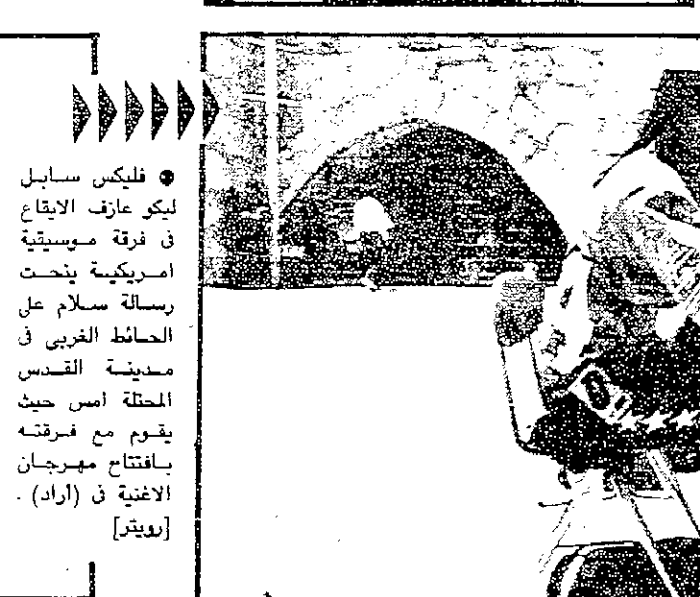 ● فليكس سابل
ليكو عازف الايقاع
فى فرقة موسيقية
امريكية ينحت
رسالة سلام على
الحائط الغربى فى
مدينة القدس
المحتلة امس حيث
يقوم مع فرقته
بافتتاح مهرجان
الاغنية فى (أراد) .
[رويتر]